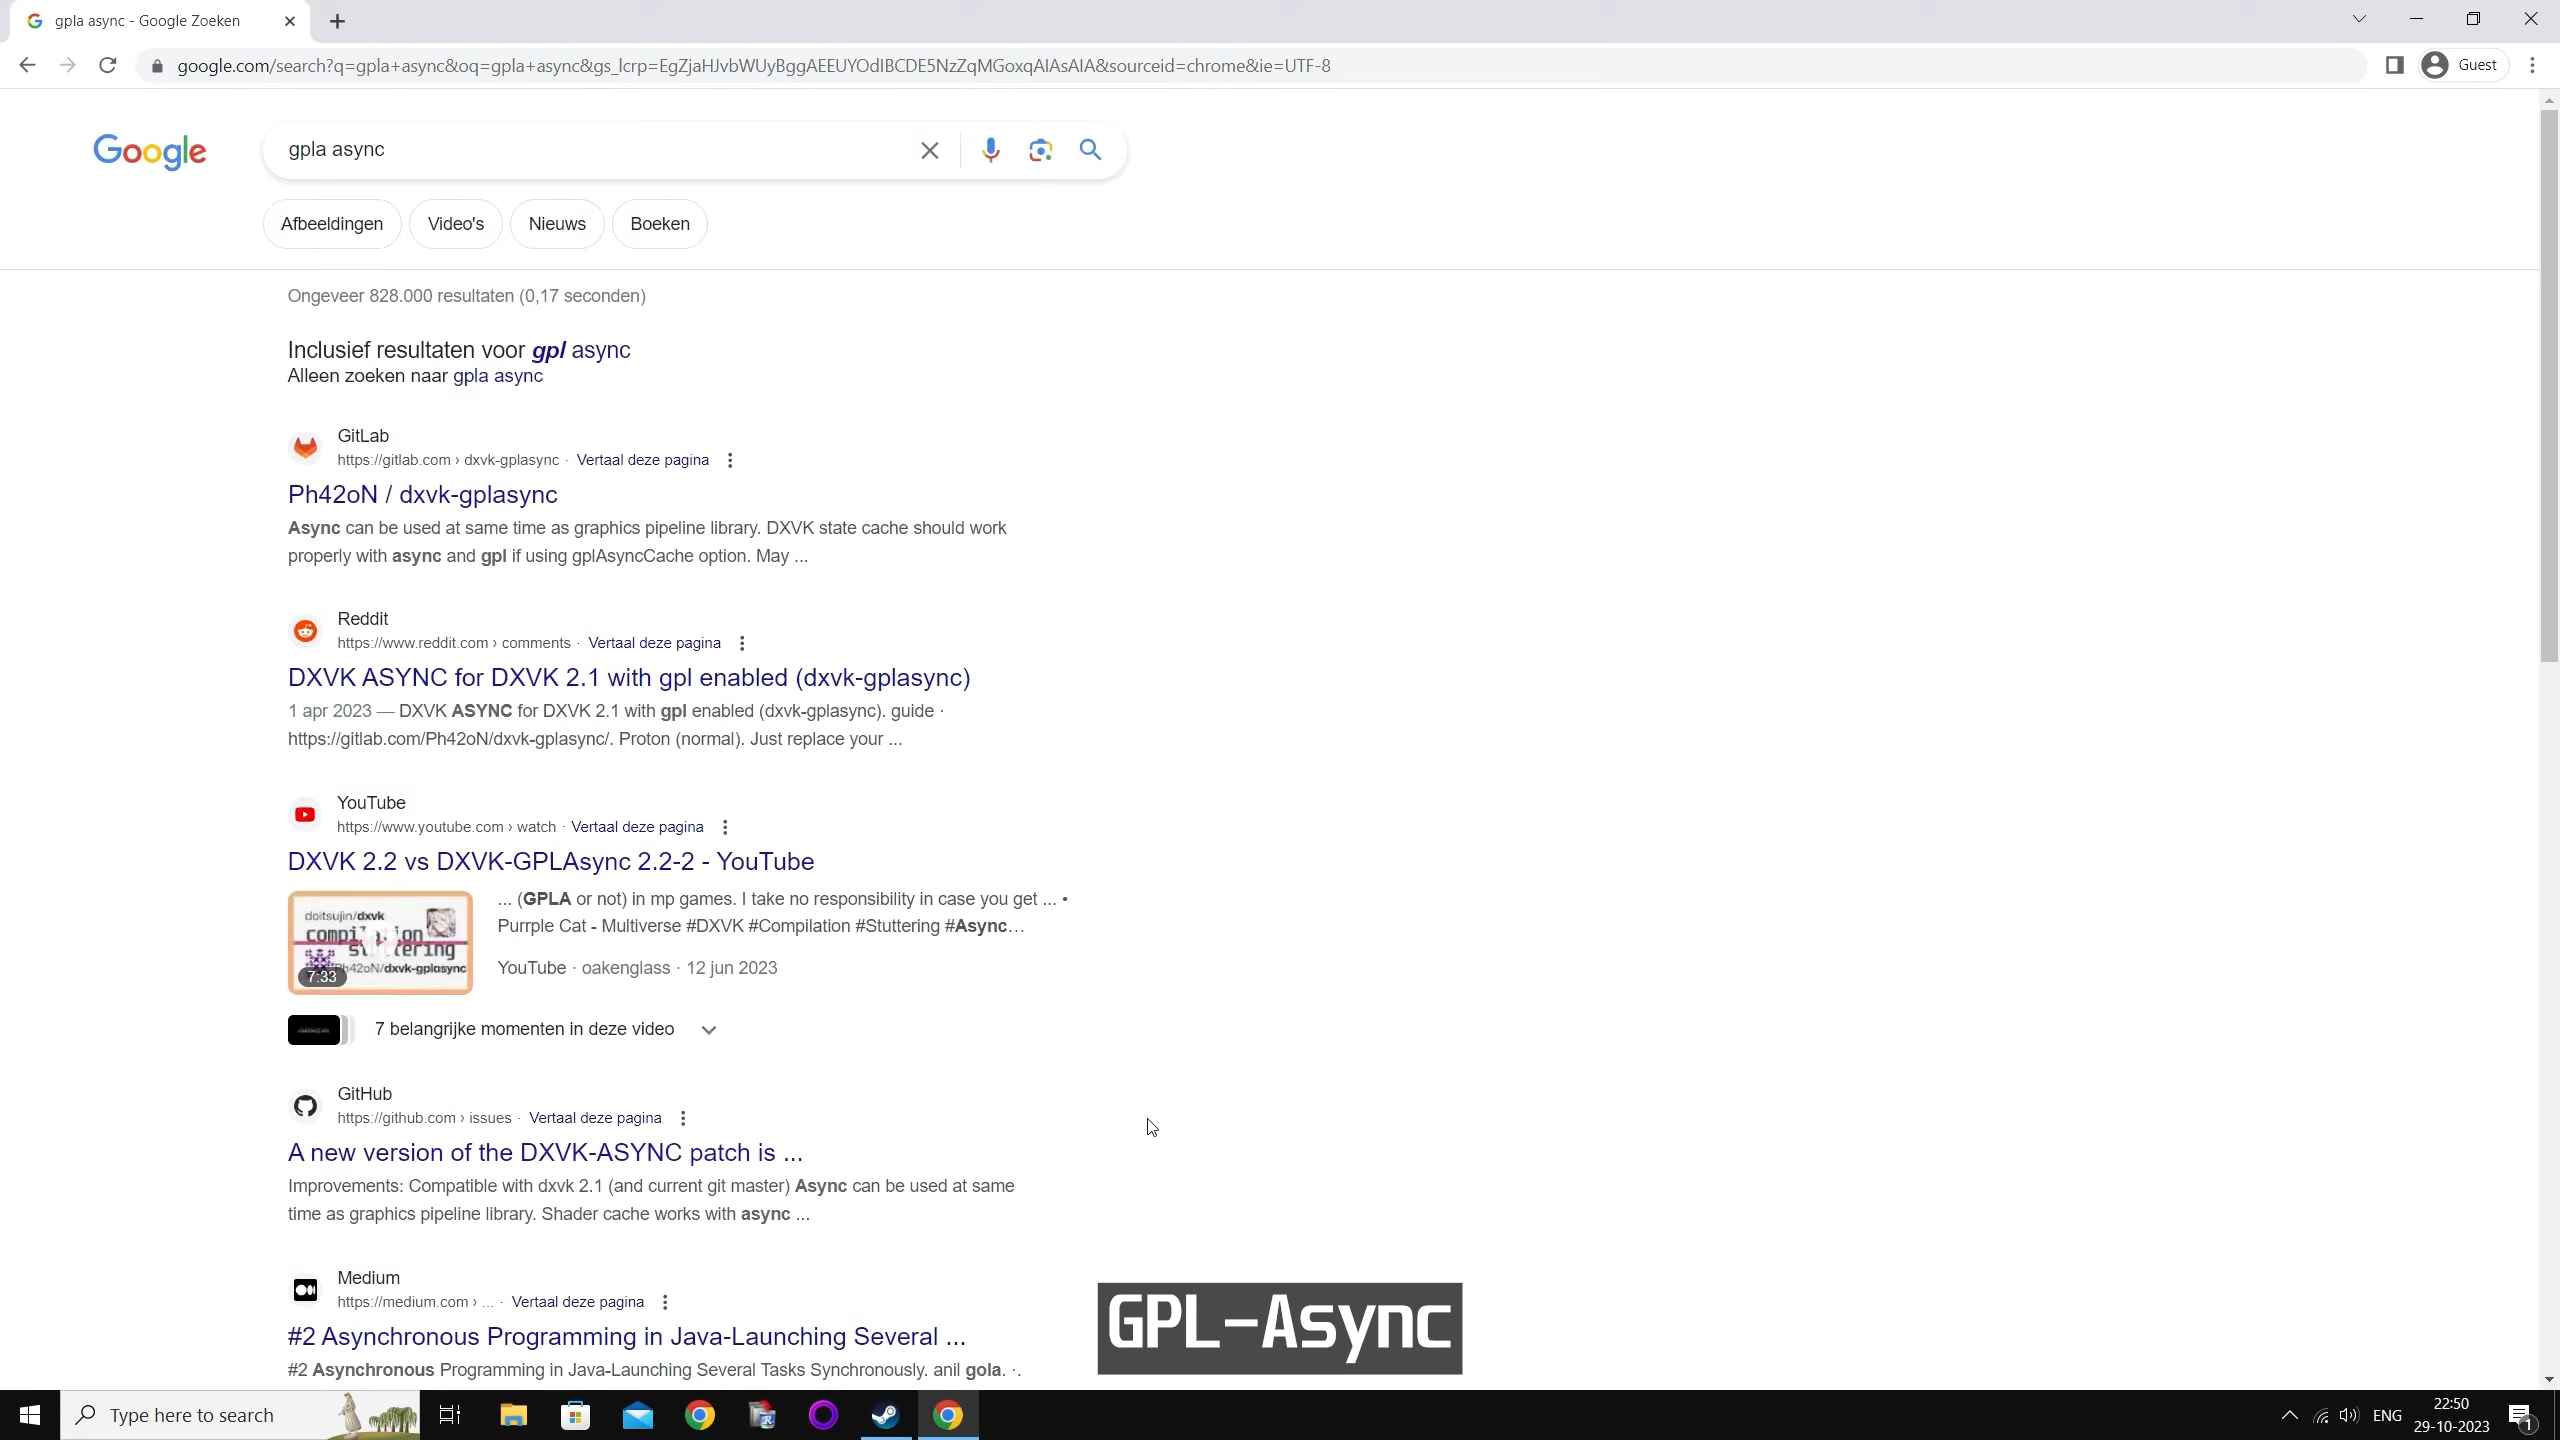 gpla async - Google Zoeken
google.com/search?q=gpla+async&oq=gpla+async&gs_lcrp=EgZjaHJvbWUyBggAEEUYOdIBCDE5NzZqMGoxqAIAsAIA&sourceid=chrome&ie=UTF-8
Guest
Google
gpla async
Afbeeldingen
Video's
Nieuws
Boeken
Ongeveer 828.000 resultaten (0,17 seconden)
Inclusief resultaten voor gpl async
Alleen zoeken naar gpla async
GitLab
https://gitlab.com › dxvk-gplasync · Vertaal deze pagina
Ph42oN / dxvk-gplasync
Async can be used at same time as graphics pipeline library. DXVK state cache should work
properly with async and gpl if using gplAsyncCache option. May ...
Reddit
https://www.reddit.com › comments · Vertaal deze pagina
DXVK ASYNC for DXVK 2.1 with gpl enabled (dxvk-gplasync)
1 apr 2023 — DXVK ASYNC for DXVK 2.1 with gpl enabled (dxvk-gplasync). guide ·
https://gitlab.com/Ph42oN/dxvk-gplasync/. Proton (normal). Just replace your ...
YouTube
https://www.youtube.com › watch · Vertaal deze pagina
DXVK 2.2 vs DXVK-GPLAsync 2.2-2 - YouTube
doitsujin/dxvk
Ph42oN/dxvk-gplasync
7:33
... (GPLA or not) in mp games. I take no responsibility in case you get ... •
Purrple Cat - Multiverse #DXVK #Compilation #Stuttering #Async...
YouTube · oakenglass · 12 jun 2023
7 belangrijke momenten in deze video
GitHub
https://github.com › issues · Vertaal deze pagina
A new version of the DXVK-ASYNC patch is ...
Improvements: Compatible with dxvk 2.1 (and current git master) Async can be used at same
time as graphics pipeline library. Shader cache works with async ...
Medium
https://medium.com › ... · Vertaal deze pagina
#2 Asynchronous Programming in Java-Launching Several ...
#2 Asynchronous Programming in Java-Launching Several Tasks Synchronously. anil gola. ·.
GPL-Async
Type here to search
ENG
22:50
29-10-2023
1